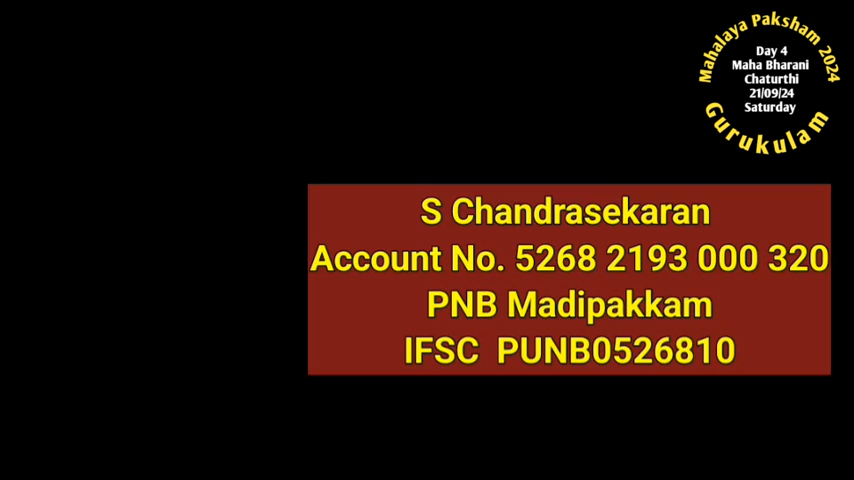 Mahalaya Paksham 2024
Day 4
Maha Bharani
Chaturthi
21/09/24
Saturday
Gurukulam
S Chandrasekaran
Account No. 5268 2193 000 320
PNB Madipakkam
IFSC PUNB0526810